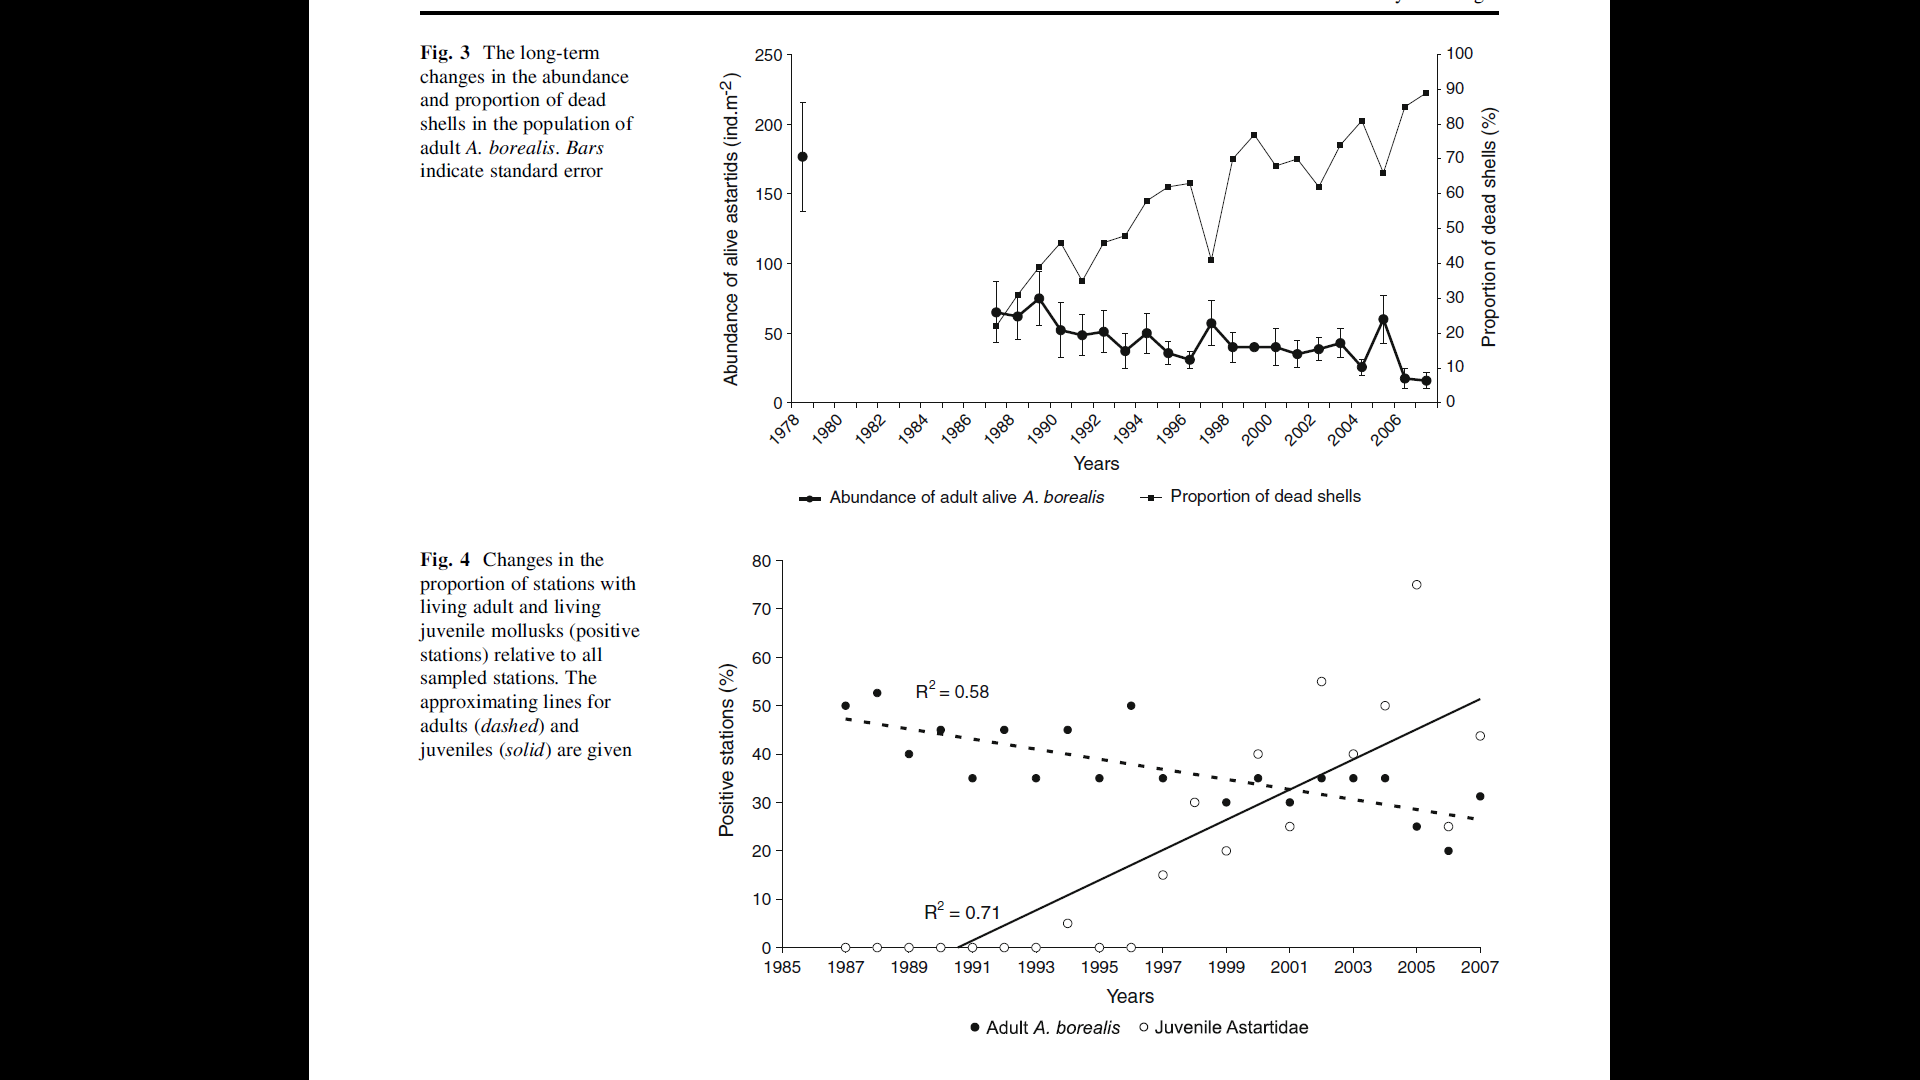 Fig. 3 The long-term
changes in the abundance
and proportion of dead
shells in the population of
adult A. borealis. Bars
indicate standard error
Abundance of alive astartids (ind.m-2)
250
200
150
100
50
0
100
90
80
70
60
50
40
30
20
10
0
Proportion of dead shells (%)
1978
1980
1982
1984
1986
1988
1990
1992
1994
1996
1998
2000
2002
2004
2006
Years
Abundance of adult alive A. borealis
Proportion of dead shells
Fig. 4 Changes in the
proportion of stations with
living adult and living
juvenile mollusks (positive
stations) relative to all
sampled stations. The
approximating lines for
adults (dashed) and
juveniles (solid) are given
Positive stations (%)
80
70
60
50
40
30
20
10
0
R2 = 0.58
R2 = 0.71
1985
1987
1989
1991
1993
1995
1997
1999
2001
2003
2005
2007
Years
Adult A. borealis
Juvenile Astartidae